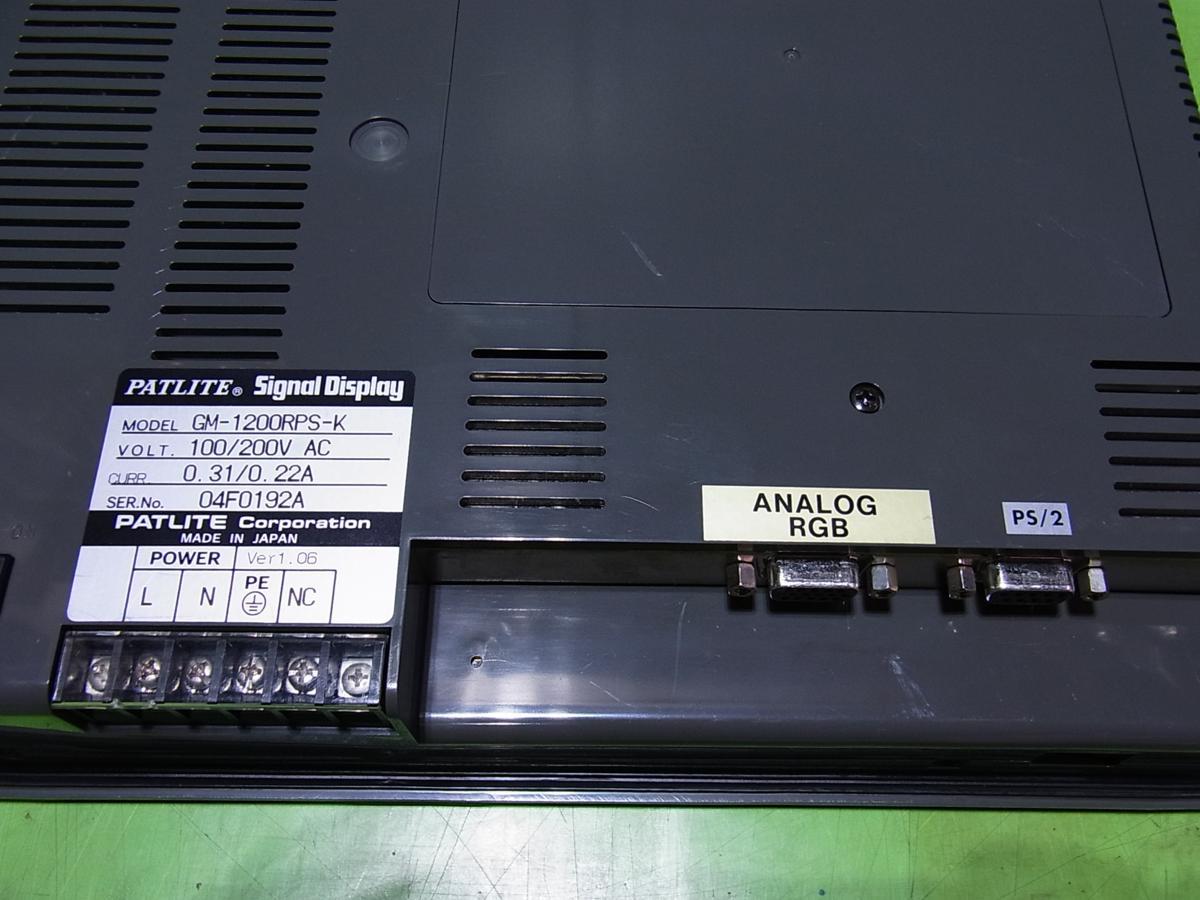 PATLITE® Signal Display
MODEL GM-1200RPS-K
VOLT. 100/200V AC
CURR. 0.31/0.22A
SER.No. 04F0192A
PATLITE Corporation
MADE IN JAPAN
POWER Ver1.06
L N PE NC
ANALOG
RGB
PS/2
ON